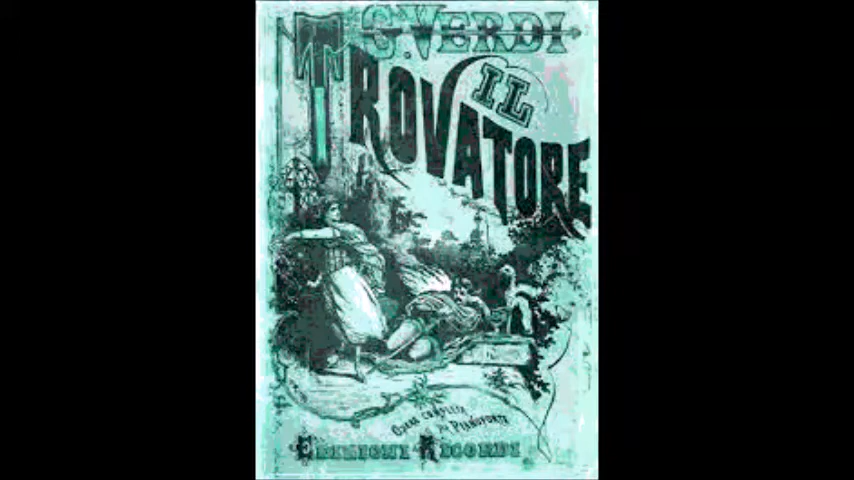 G. VERDI
IL
TROVATORE
OPERA COMPLETA
PER PIANOFORTE
EDIZIONI RICORDI